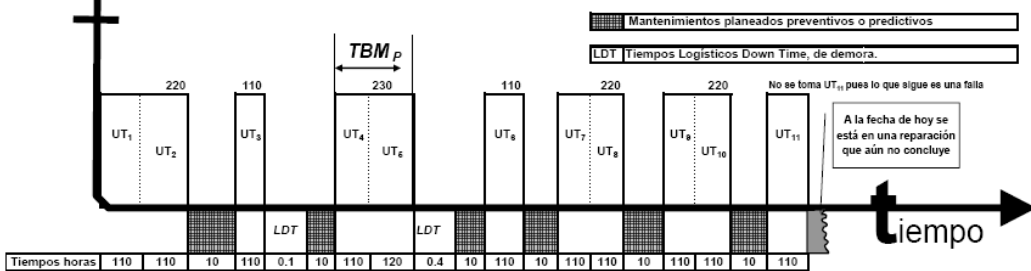 Mantenimientos planeados preventivos o predictivos
TBM P
LDT Tiempos Logísticos Down Time, de demora.
220 110 230 110 220 220
No se toma UT11 pues lo que sigue es una falla
UT1 UT2 UT3 UT4 UT5 UT6 UT7 UT8 UT9 UT10 UT11
A la fecha de hoy se
está en una reparación
que aún no concluye
LDT LDT
tiempo
Tiempos horas 110 110 10 110 0.1 10 110 120 0.4 10 110 10 110 110 10 110 110 10 110